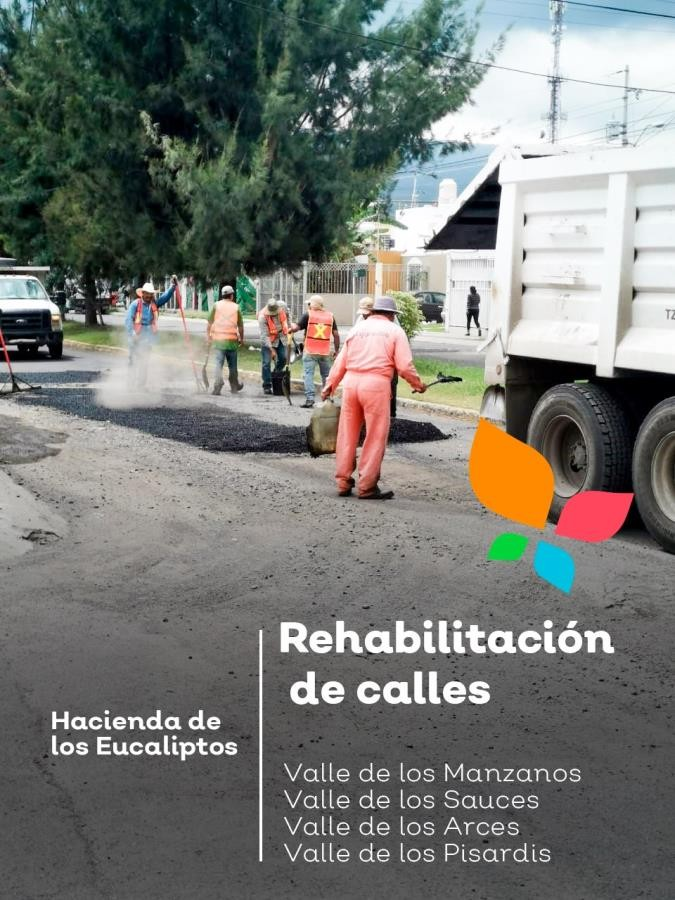 TZ
Rehabilitación
de calles
Hacienda de
los Eucaliptos
Valle de los Manzanos
Valle de los Sauces
Valle de los Arces
Valle de los Pisardis